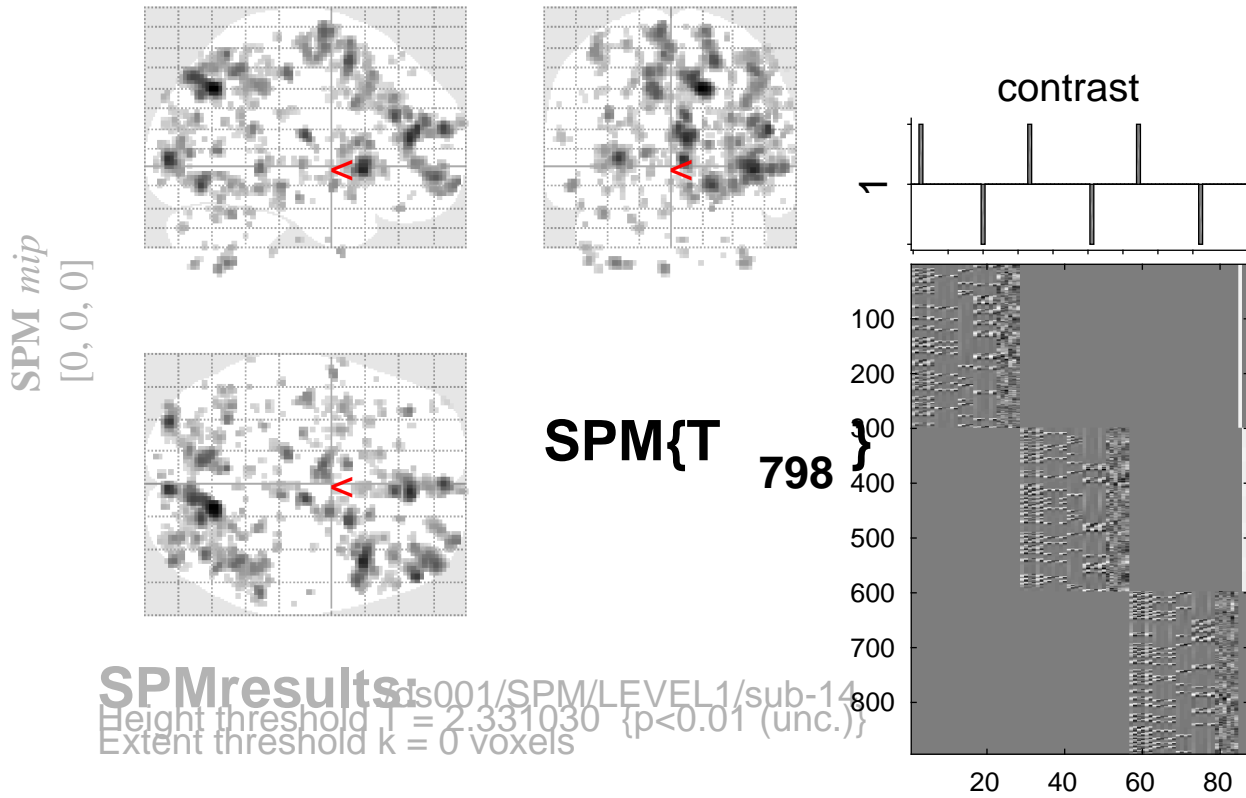 SPM mip
[0, 0, 0]
<
<
<
SPM{T798}
contrast
1
100
200
300
400
500
600
700
800
20 40 60 80
SPMresults: /ds001/SPM/LEVEL1/sub-14
Height threshold T = 2.331030 {p<0.01 (unc.)}
Extent threshold k = 0 voxels